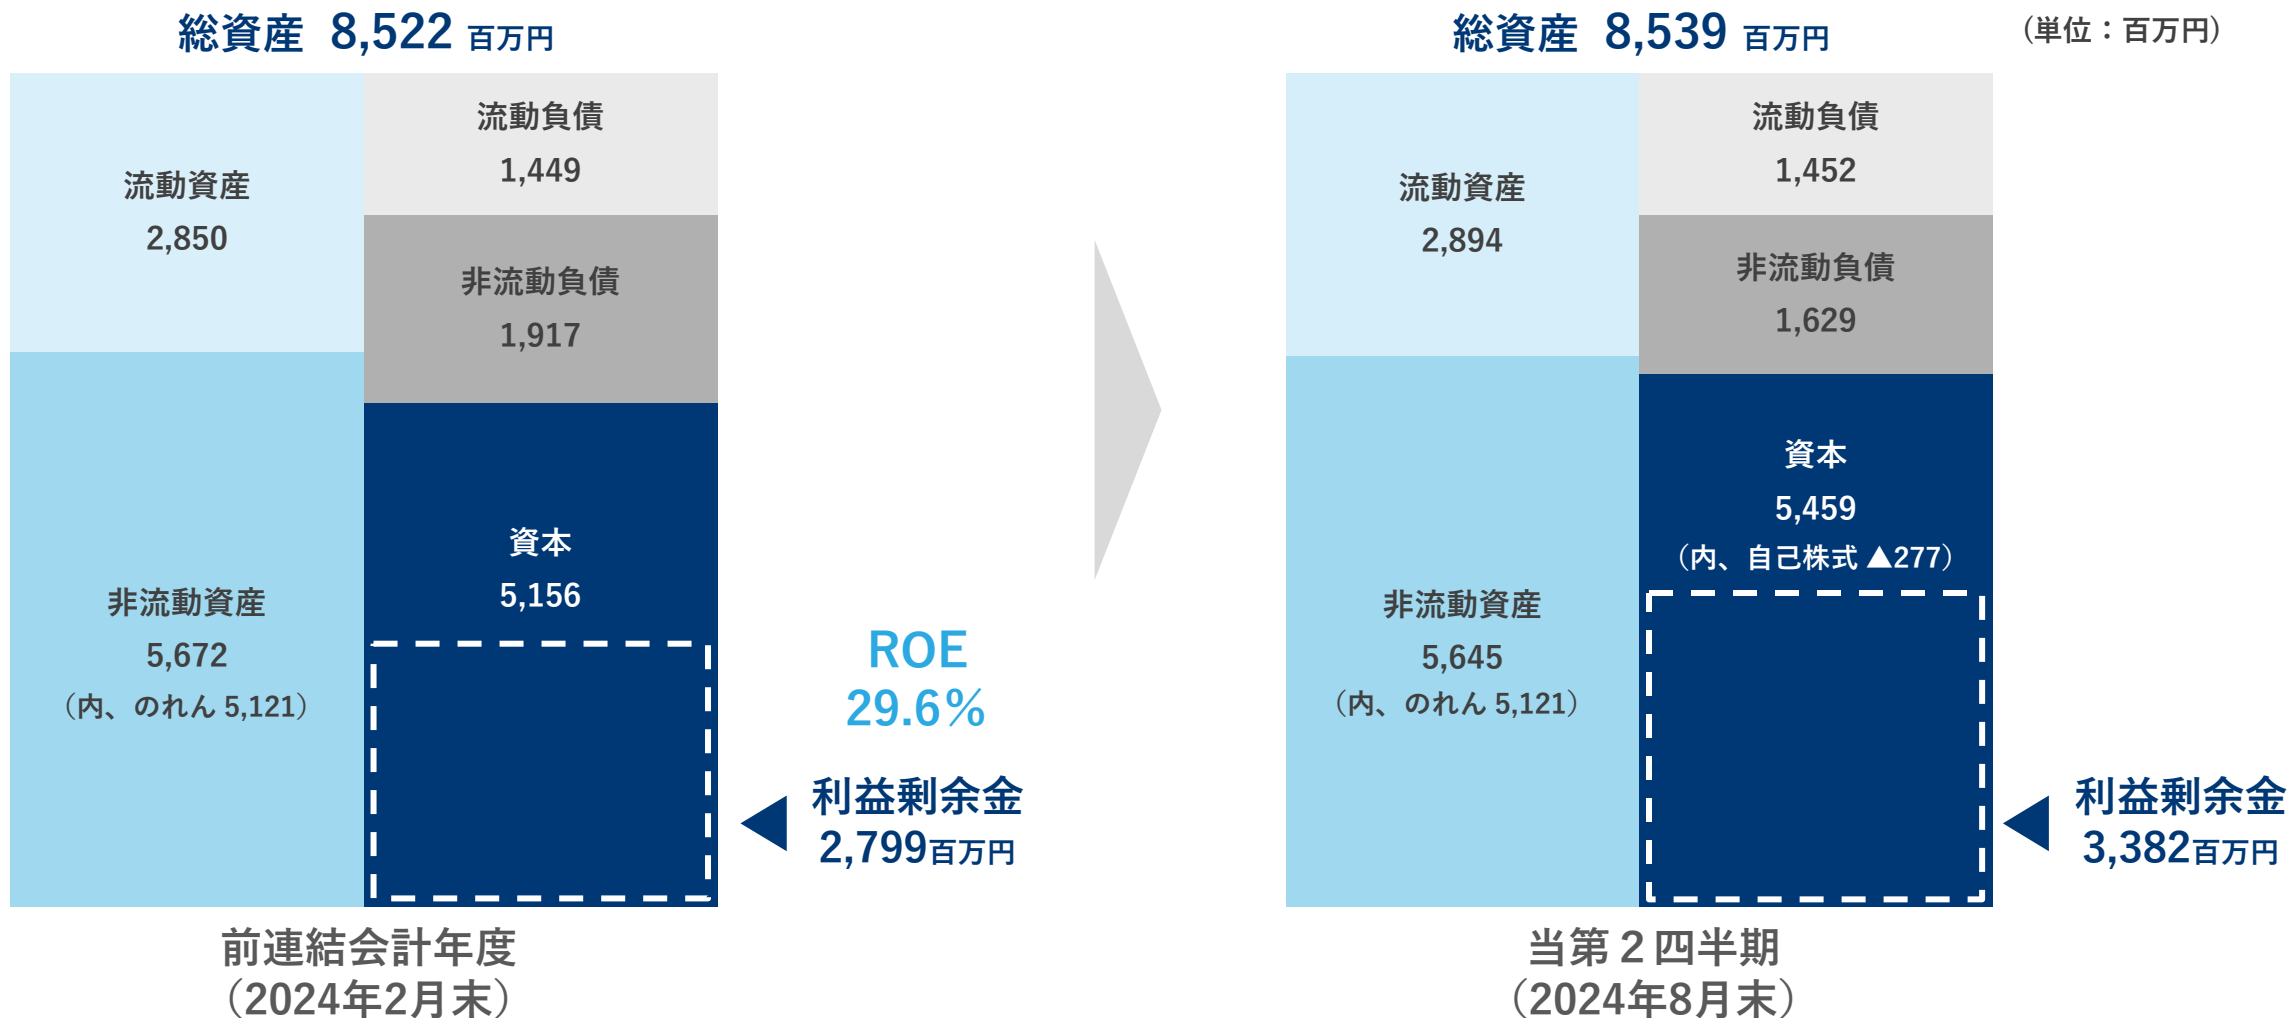 総資産 8,522 百万円
流動資産
2,850
非流動資産
5,672
（内、のれん 5,121）
流動負債
1,449
非流動負債
1,917
資本
5,156
ROE
29.6%
利益剰余金
2,799百万円
前連結会計年度
（2024年2月末）
総資産 8,539 百万円
（単位：百万円）
流動資産
2,894
非流動資産
5,645
（内、のれん 5,121）
流動負債
1,452
非流動負債
1,629
資本
5,459
（内、自己株式 ▲277）
利益剰余金
3,382百万円
当第２四半期
（2024年8月末）